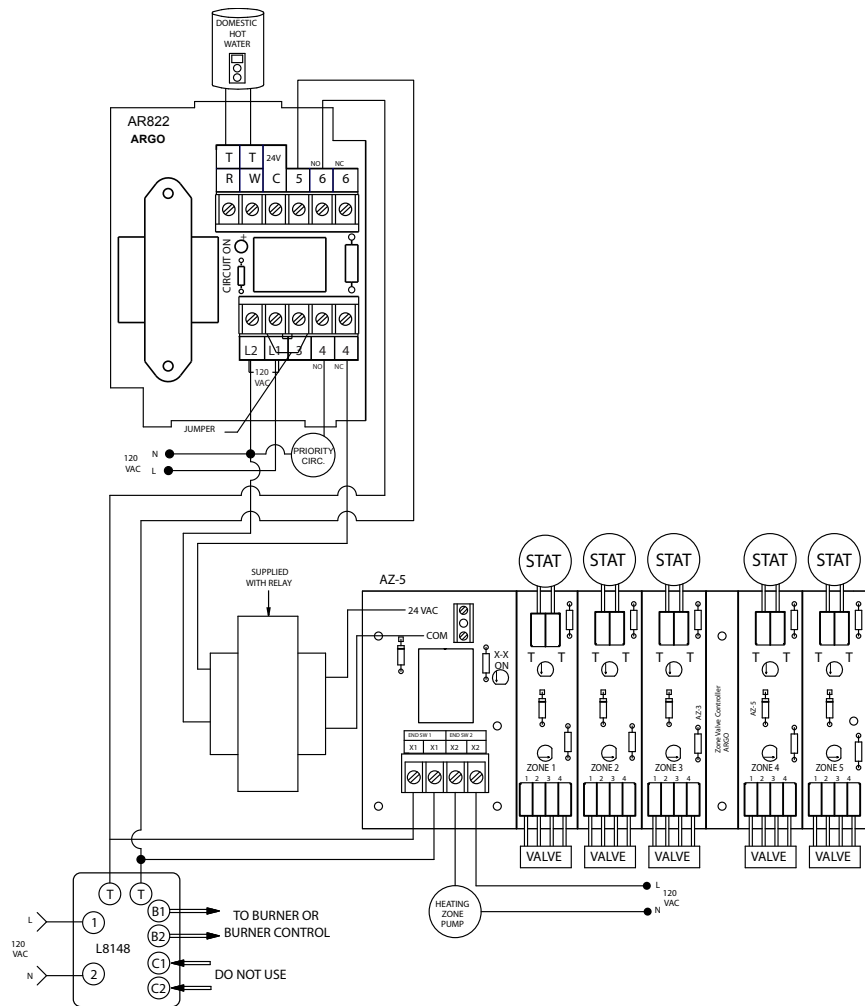 DOMESTIC
HOT
WATER
AR822
ARGO
T T 24V NO NC
R W C 5 6 6
CIRCUIT ON
+
L2 L1 3 4 4
120
VAC
NO NC
JUMPER
120
VAC
N
L
PRIORITY
CIRC.
SUPPLIED
WITH RELAY
AZ-5
24 VAC
COM
X-X
ON
END SW 1 END SW 2
X1 X1 X2 X2
STAT STAT STAT STAT STAT
T T T T T T T T T T
AZ-3
Zone Valve Controller
ARGO
AZ-5
ZONE 1 ZONE 2 ZONE 3 ZONE 4 ZONE 5
1 2 3 4 1 2 3 4 1 2 3 4 1 2 3 4 1 2 3 4
VALVE VALVE VALVE VALVE VALVE
HEATING
ZONE
PUMP
L
N
120
VAC
T T
L
120
VAC
N
1
2
L8148
B1
B2
C1
C2
TO BURNER OR
BURNER CONTROL
DO NOT USE